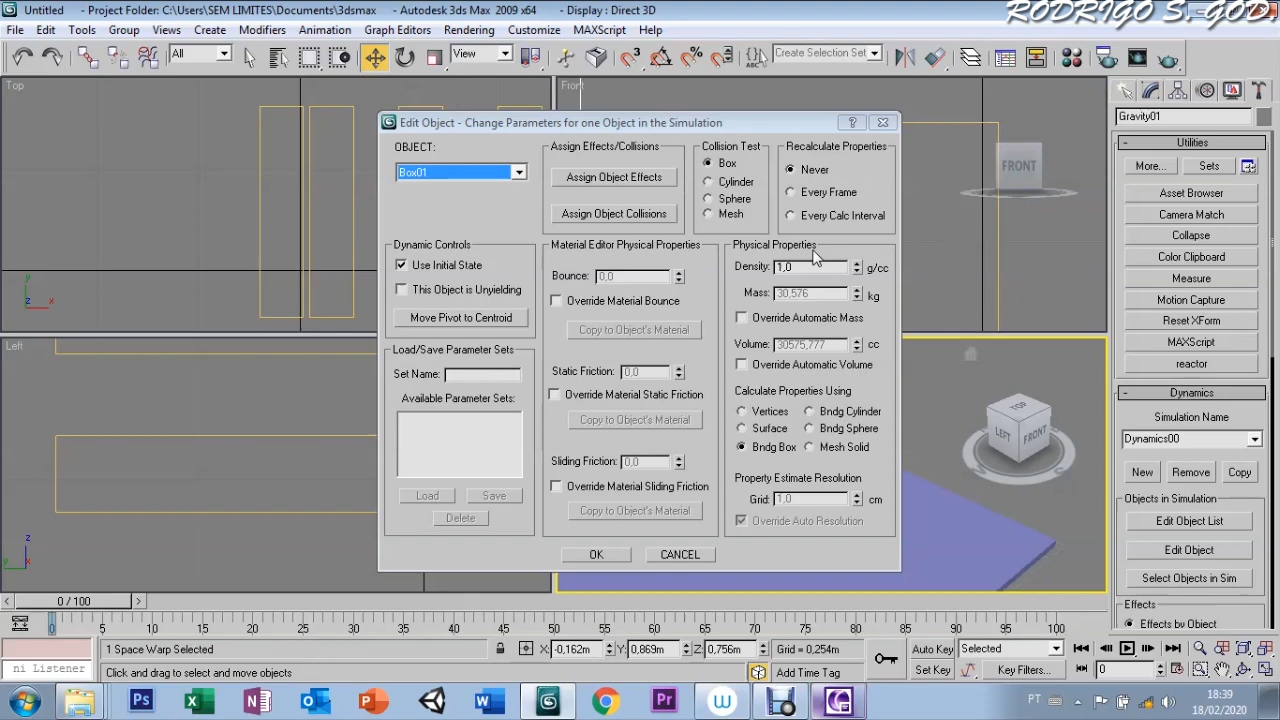 Untitled - Project Folder: C:\Users\SEM LIMITES\Documents\3dsmax - Autodesk 3ds Max 2009 x64 - Display : Direct 3D
RODRIGO S. GOD
File Edit Tools Group Views Create Modifiers Animation Graph Editors Rendering Customize MAXScript Help
All View Create Selection Set
Top
Front
FRONT
Gravity01
Edit Object - Change Parameters for one Object in the Simulation
OBJECT:
Box01
Assign Effects/Collisions
Assign Object Effects
Assign Object Collisions
Collision Test
Box
Cylinder
Sphere
Mesh
Recalculate Properties
Never
Every Frame
Every Calc Interval
Dynamic Controls
Use Initial State
This Object is Unyielding
Move Pivot to Centroid
Load/Save Parameter Sets
Set Name:
Available Parameter Sets:
Load Save
Delete
Material Editor Physical Properties
Bounce: 0,0
Override Material Bounce
Copy to Object's Material
Static Friction: 0,0
Override Material Static Friction
Copy to Object's Material
Sliding Friction: 0,0
Override Material Sliding Friction
Copy to Object's Material
Physical Properties
Density: 1,0 g/cc
Mass: 30,576 kg
Override Automatic Mass
Volume: 30575,777 cc
Override Automatic Volume
Calculate Properties Using
Vertices Bndg Cylinder
Surface Bndg Sphere
Bndg Box Mesh Solid
Property Estimate Resolution
Grid: 1,0 cm
Override Auto Resolution
OK CANCEL
Left
TOP
LEFT FRONT
Utilities
More... Sets
Asset Browser
Camera Match
Collapse
Color Clipboard
Measure
Motion Capture
Reset XForm
MAXScript
reactor
Dynamics
Simulation Name
Dynamics00
New Remove Copy
Objects in Simulation
Edit Object List
Edit Object
Select Objects in Sim
Effects
Effects by Object
0 / 100
0 5 10 15 20 25 30 35 40 45 50 55 60 65 70 75 80 85 90 95 100
1 Space Warp Selected X: -0,162m Y: 0,869m Z: 0,756m Grid = 0,254m Auto Key Selected
ni Listener Click and drag to select and move objects Add Time Tag Set Key Key Filters... 0
PT 18:39
18/02/2020